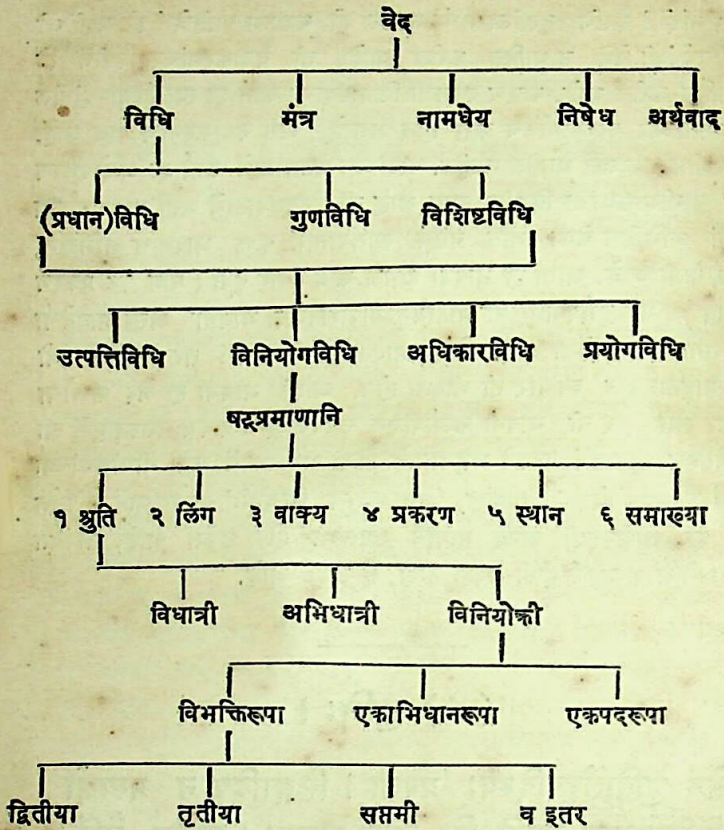 वेद
विधि मंत्र नामधेय निषेध अर्थवाद
(प्रधान)विधि गुणविधि विशिष्टविधि
उत्पत्तिविधि विनियोगविधि अधिकारविधि प्रयोगविधि
षट्प्रमाणानि
१ श्रुति २ लिंग ३ वाक्य ४ प्रकरण ५ स्थान ६ समाख्या
विधात्री अभिधात्री विनियोक्त्री
विभक्तिरूपा एकाभिधानरूपा एकपदरूपा
द्वितीया तृतीया सप्तमी व इतर